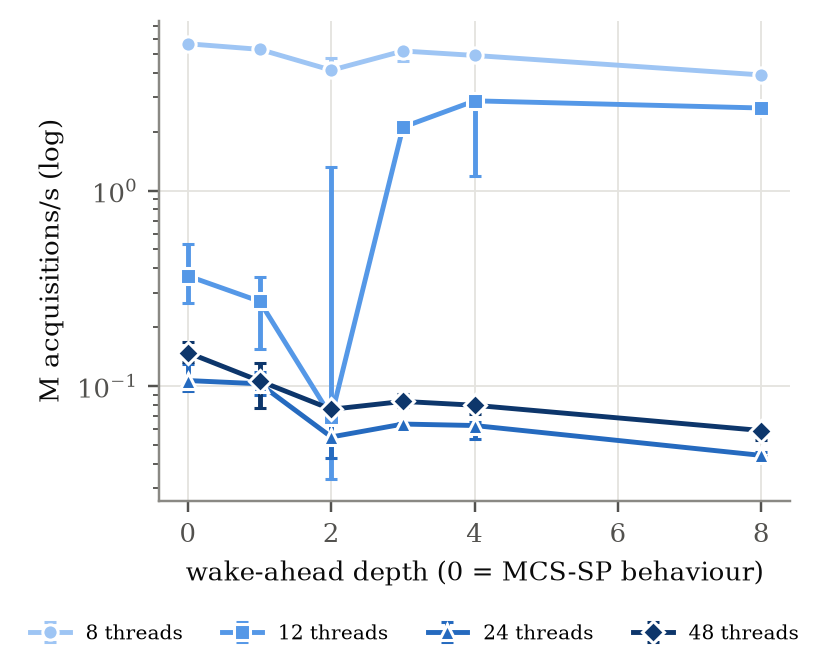 M acquisitions/s (log)
10⁰
10⁻¹
0 2 4 6 8
wake-ahead depth (0 = MCS-SP behaviour)
8 threads 12 threads 24 threads 48 threads